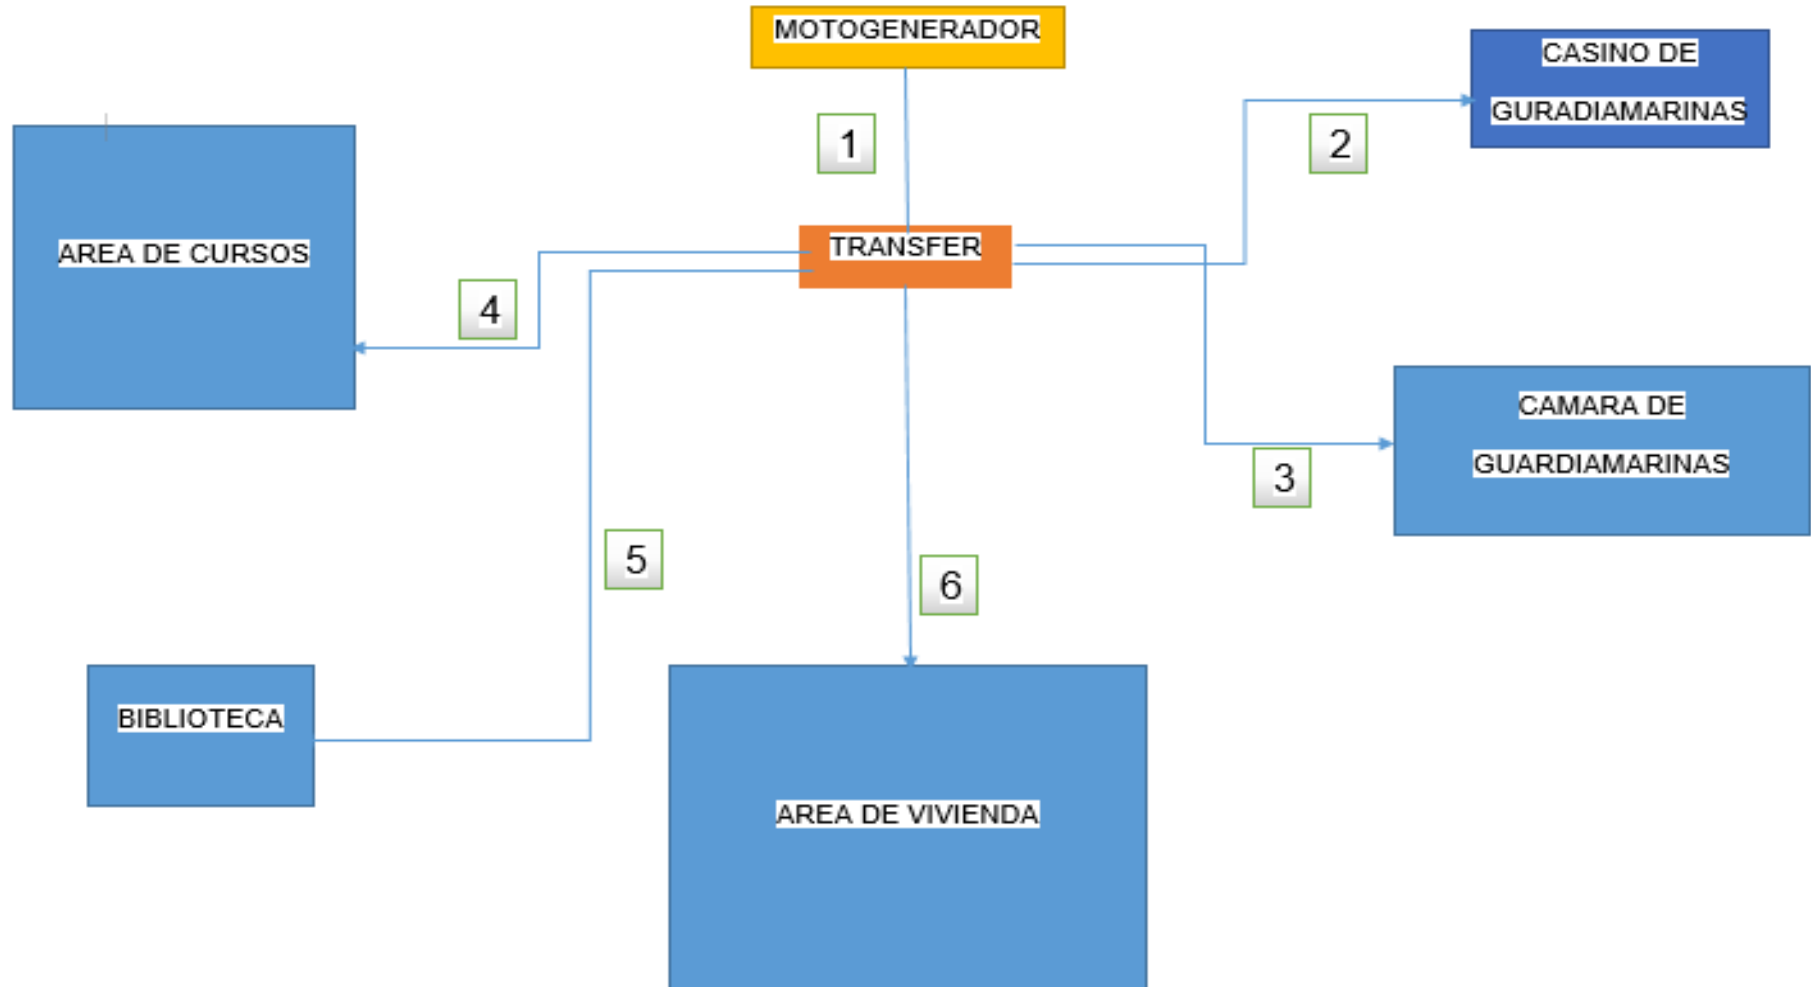 MOTOGENERADOR
CASINO DE
GURADIAMARINAS
1
2
AREA DE CURSOS
TRANSFER
4
CAMARA DE
GUARDIAMARINAS
3
5
6
BIBLIOTECA
AREA DE VIVIENDA